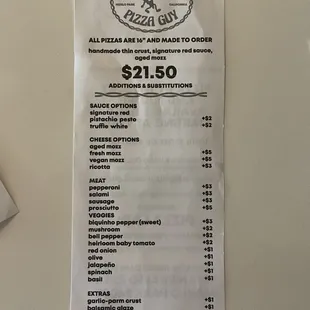 PIZZA GUY
ALL PIZZAS ARE 16" AND MADE TO ORDER
handmade thin crust, signature red sauce,
aged mozz
$21.50
ADDITIONS & SUBSTITUTIONS
SAUCE OPTIONS
signature red
pistachio pesto +$2
truffle white +$2
CHEESE OPTIONS
aged mozz
fresh mozz +$5
vegan mozz +$5
ricotta +$3
MEAT
pepperoni +$3
salami +$3
sausage +$3
prosciutto +$5
VEGGIES
biquinho pepper (sweet) +$3
mushroom +$2
bell pepper +$2
heirloom baby tomato +$2
red onion +$1
olive +$1
jalapeño +$1
spinach +$1
basil +$1
EXTRAS
garlic-parm crust +$1
balsamic glaze +$1